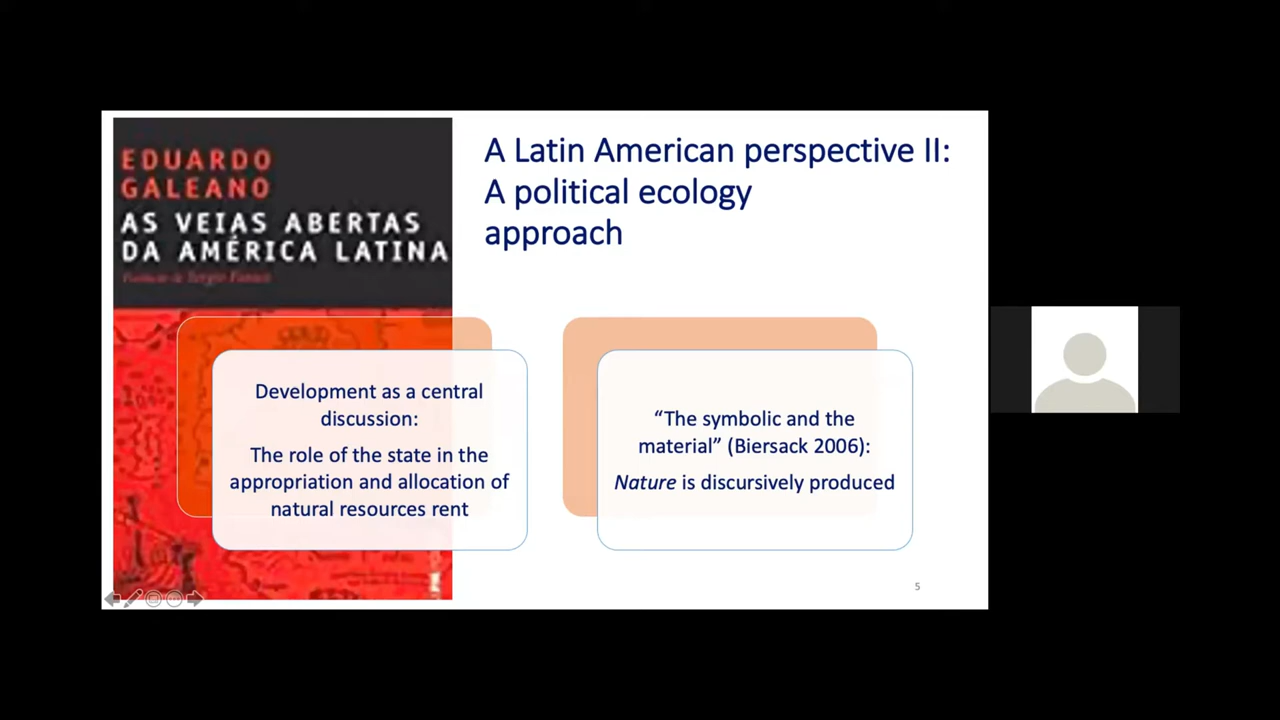 EDUARDO
GALEANO
AS VEIAS ABERTAS
DA AMÉRICA LATINA
A Latin American perspective II:
A political ecology
approach
Development as a central
discussion:
The role of the state in the
appropriation and allocation of
natural resources rent
“The symbolic and the
material” (Biersack 2006):
Nature is discursively produced
5